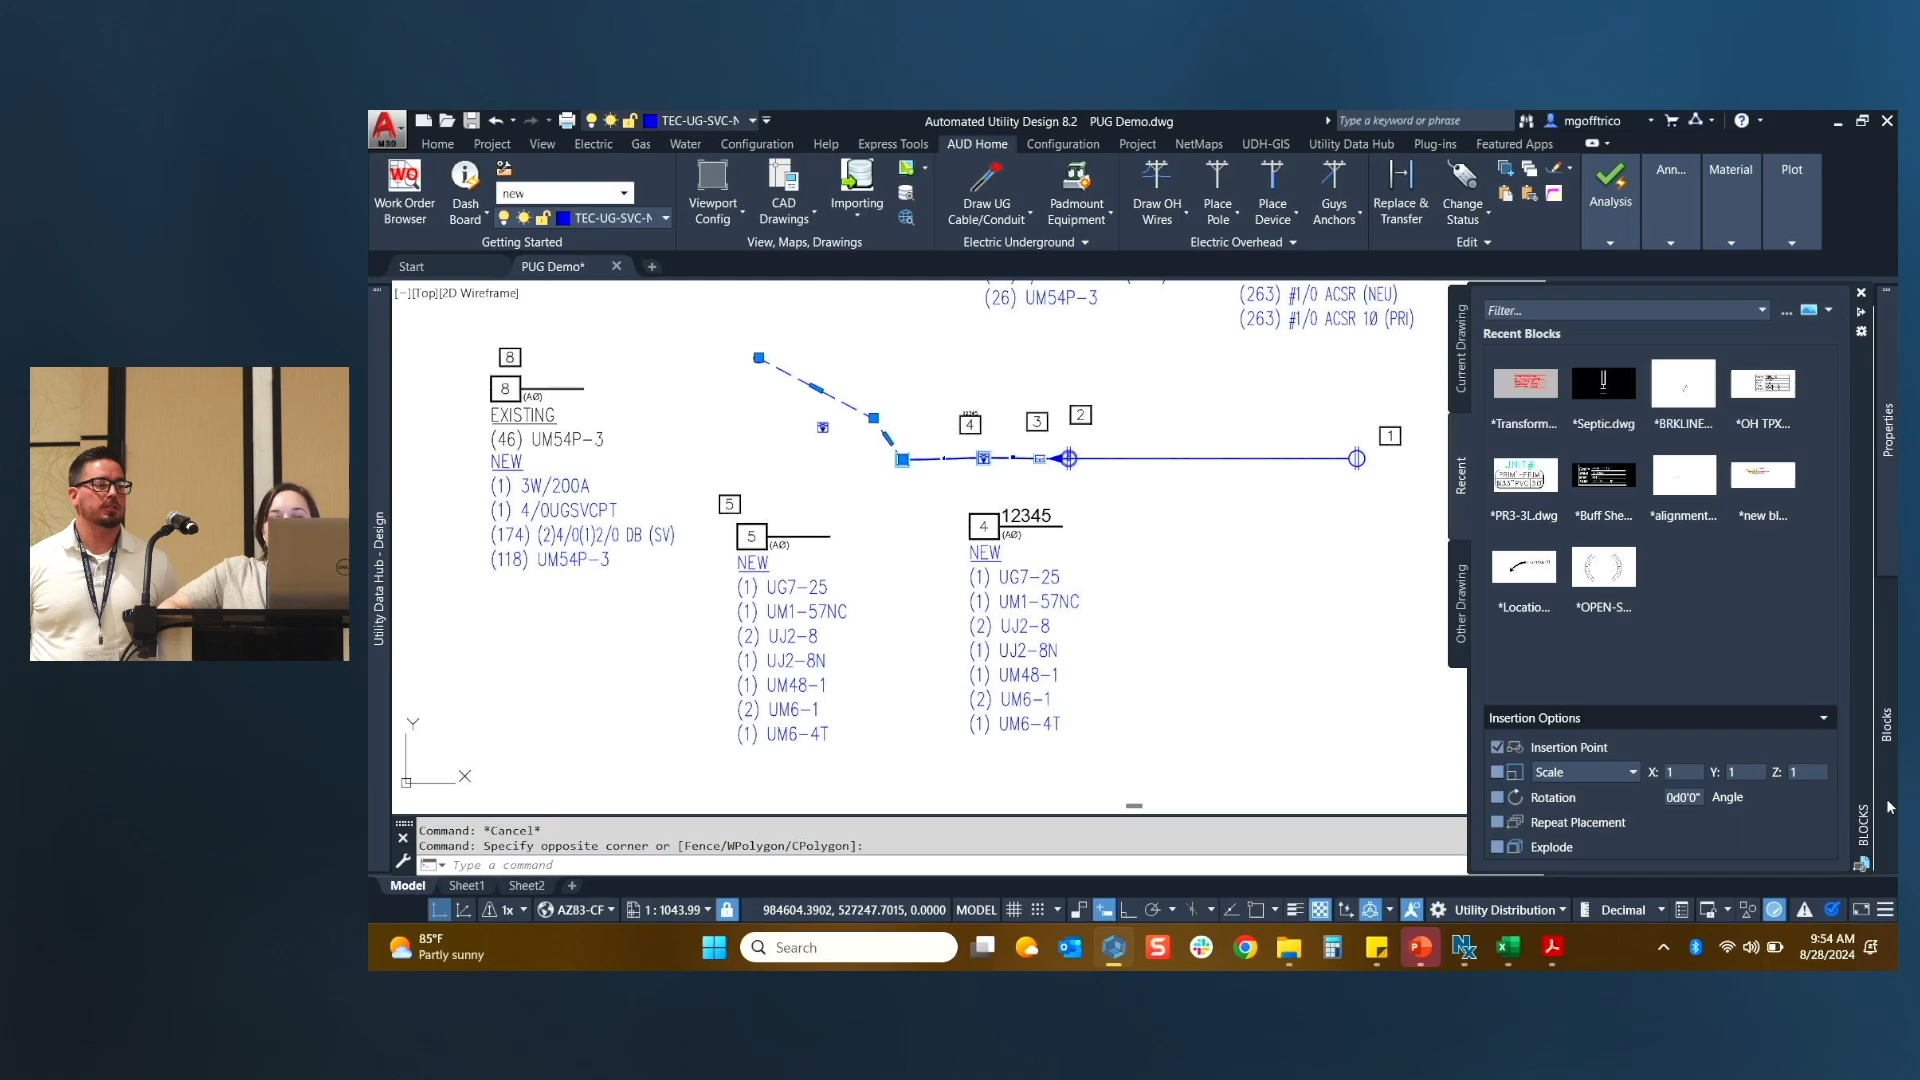 TEC-UG-SVC-N
Automated Utility Design 8.2 PUG Demo.dwg
Type a keyword or phrase
mgofftrico
M3D
Home Project View Electric Gas Water Configuration Help Express Tools AUD Home Configuration Project NetMaps UDH-GIS Utility Data Hub Plug-ins Featured Apps
WO
Work Order Browser
Dash Board
new
TEC-UG-SVC-N
Getting Started
Viewport Config
CAD Drawings
Importing
View, Maps, Drawings
Draw UG Cable/Conduit
Padmount Equipment
Electric Underground
Draw OH Wires
Place Pole
Place Device
Guys Anchors
Electric Overhead
Replace & Transfer
Change Status
Edit
Analysis
Ann...
Material
Plot
Start
PUG Demo*
[−][Top][2D Wireframe]
Utility Data Hub - Design
(26) UM54P-3
(263) #1/0 ACSR (NEU)
(263) #1/0 ACSR 1Ø (PRI)
8
8
(AØ)
EXISTING
(46) UM54P-3
NEW
(1) 3W/200A
(1) 4/0UGSVCPT
(174) (2)4/0(1)2/0 DB (SV)
(118) UM54P-3
12345
4
3
2
1
5
5
(AØ)
NEW
(1) UG7-25
(1) UM1-57NC
(2) UJ2-8
(1) UJ2-8N
(1) UM48-1
(2) UM6-1
(1) UM6-4T
4
12345
(AØ)
NEW
(1) UG7-25
(1) UM1-57NC
(2) UJ2-8
(1) UJ2-8N
(1) UM48-1
(2) UM6-1
(1) UM6-4T
Y
X
Command: *Cancel*
Command: Specify opposite corner or [Fence/WPolygon/CPolygon]:
Type a command
Current Drawing
Recent
Other Drawing
Filter...
Recent Blocks
*Transform...
*Septic.dwg
*BRKLINE...
*OH TPX...
*PR3-3L.dwg
*Buff She...
*alignment...
*new bl...
*Locatio...
*OPEN-S...
Insertion Options
Insertion Point
Scale X: 1 Y: 1 Z: 1
Rotation 0d0'0" Angle
Repeat Placement
Explode
BLOCKS
Properties
Blocks
Model Sheet1 Sheet2
1x
AZ83-CF
1 : 1043.99
984604.3902, 527247.7015, 0.0000
MODEL
Utility Distribution
Decimal
85°F
Partly sunny
Search
9:54 AM
8/28/2024